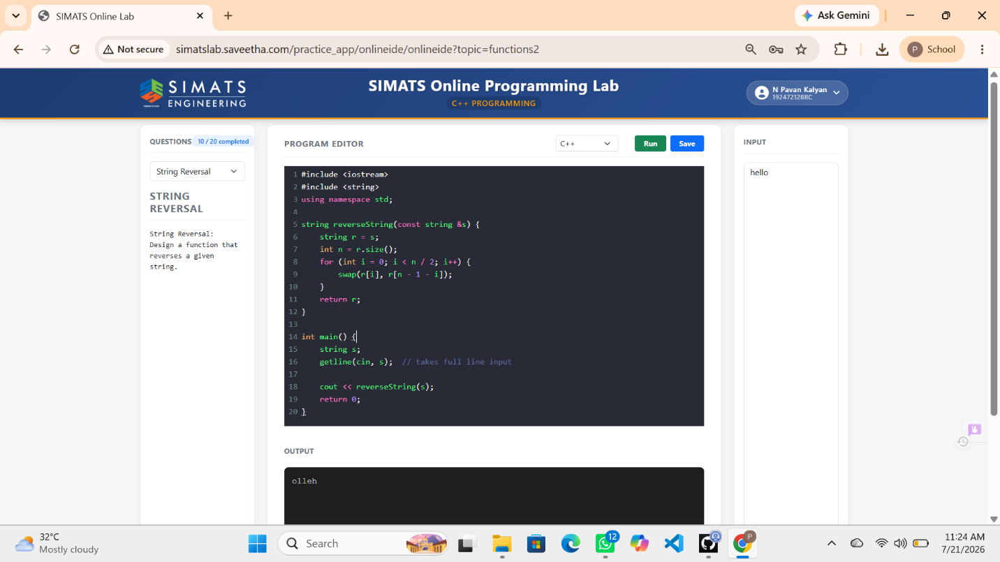 SIMATS Online Lab
Ask Gemini
Not secure
simatslab.saveetha.com/practice_app/onlineide/onlineide?topic=functions2
P
School
SIMATS
ENGINEERING
SIMATS Online Programming Lab
C++ PROGRAMMING
N Pavan Kalyan
192472128RC
QUESTIONS 10 / 20 completed
String Reversal
STRING
REVERSAL
String Reversal:
Design a function that
reverses a given
string.
PROGRAM EDITOR
C++
Run
Save
1 #include <iostream>
2 #include <string>
3 using namespace std;
4
5 string reverseString(const string &s) {
6     string r = s;
7     int n = r.size();
8     for (int i = 0; i < n / 2; i++) {
9         swap(r[i], r[n - 1 - i]);
10     }
11     return r;
12 }
13
14 int main() {
15     string s;
16     getline(cin, s);  // takes full line input
17
18     cout << reverseString(s);
19     return 0;
20 }
OUTPUT
olleh
INPUT
hello
32°C
Mostly cloudy
Search
12
P
11:24 AM
7/21/2026